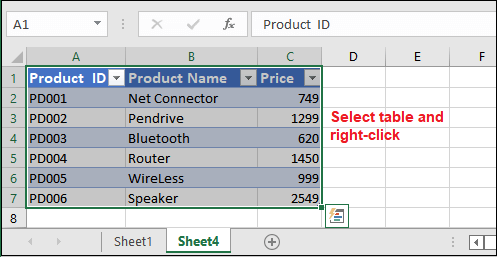 A1 fx Product ID
A B C D E F
1 Product ID Product Name Price
2 PD001 Net Connector 749
3 PD002 Pendrive 1299
4 PD003 Bluetooth 620
5 PD004 Router 1450
6 PD005 WireLess 999
7 PD006 Speaker 2549
8
Select table and
right-click
Sheet1 Sheet4